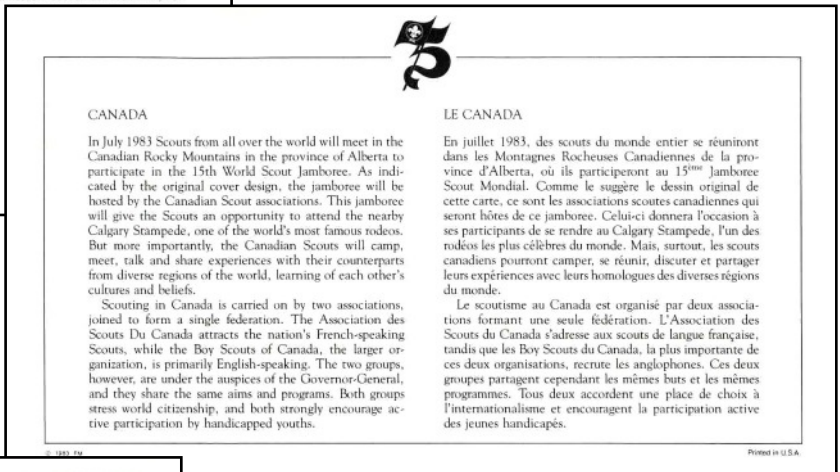 75
CANADA
In July 1983 Scouts from all over the world will meet in the
Canadian Rocky Mountains in the province of Alberta to
participate in the 15th World Scout Jamboree. As indi-
cated by the original cover design, the jamboree will be
hosted by the Canadian Scout associations. This jamboree
will give the Scouts an opportunity to attend the nearby
Calgary Stampede, one of the world's most famous rodeos.
But more importantly, the Canadian Scouts will camp,
meet, talk and share experiences with their counterparts
from diverse regions of the world, learning of each other's
cultures and beliefs.
Scouting in Canada is carried on by two associations,
joined to form a single federation. The Association des
Scouts Du Canada attracts the nation's French-speaking
Scouts, while the Boy Scouts of Canada, the larger or-
ganization, is primarily English-speaking. The two groups,
however, are under the auspices of the Governor-General,
and they share the same aims and programs. Both groups
stress world citizenship, and both strongly encourage ac-
tive participation by handicapped youths.
LE CANADA
En juillet 1983, des scouts du monde entier se réuniront
dans les Montagnes Rocheuses Canadiennes de la pro-
vince d'Alberta, où ils participeront au 15ème Jamboree
Scout Mondial. Comme le suggère le dessin original de
cette carte, ce sont les associations scoutes canadiennes qui
seront hôtes de ce jamboree. Celui-ci donnera l'occasion à
ses participants de se rendre au Calgary Stampede, l'un des
rodéos les plus célèbres du monde. Mais, surtout, les scouts
canadiens pourront camper, se réunir, discuter et partager
leurs expériences avec leurs homologues des diverses régions
du monde.
Le scoutisme au Canada est organisé par deux associa-
tions formant une seule fédération. L'Association des
Scouts du Canada s'adresse aux scouts de langue française,
tandis que les Boy Scouts du Canada, la plus importante de
ces deux organisations, recrute les anglophones. Ces deux
groupes partagent cependant les mêmes buts et les mêmes
programmes. Tous deux accordent une place de choix à
l'internationalisme et encouragent la participation active
des jeunes handicapés.
© 1983 FM
Printed in U.S.A.